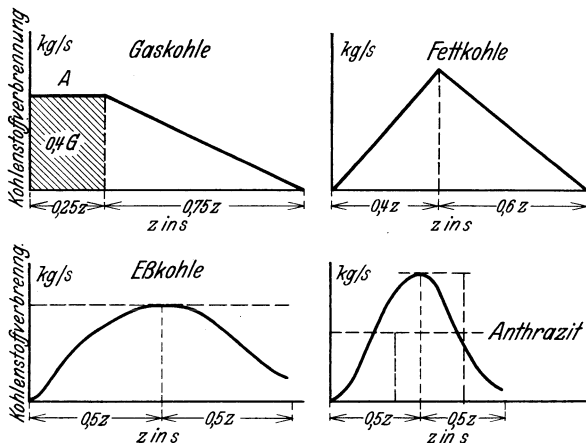 Kohlenstoffverbrennung
kg/s
Gaskohle
A
0,4G
0,25z
0,75z
z in s
kg/s
Fettkohle
0,4z
0,6z
z in s
Kohlenstoffverbrenng.
kg/s
Eßkohle
0,5z
0,5z
z in s
kg/s
Anthrazit
0,5z
0,5z
z in s